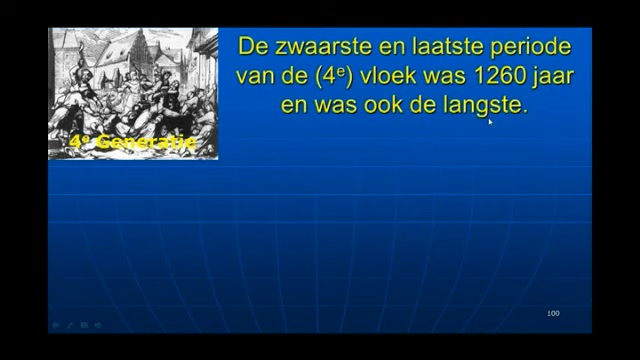 De zwaarste en laatste periode
van de (4e) vloek was 1260 jaar
en was ook de langste.
4e Generatie
100